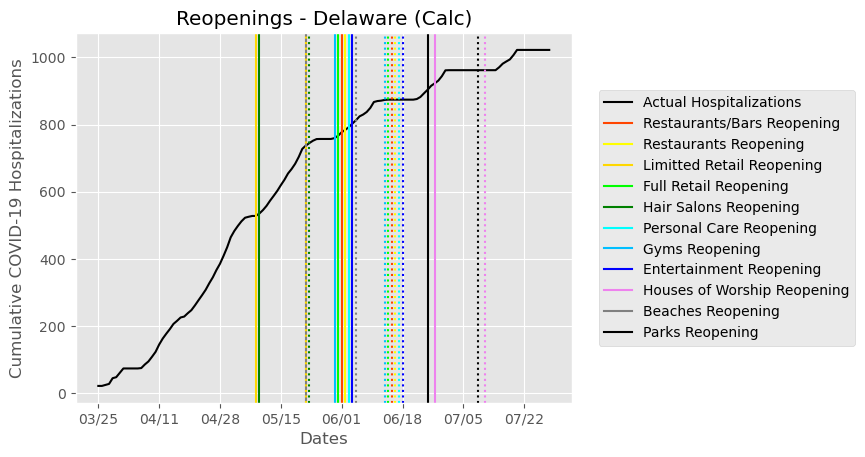 Reopenings - Delaware (Calc)
Cumulative COVID-19 Hospitalizations
1000
800
600
400
200
0
03/25 04/11 04/28 05/15 06/01 06/18 07/05 07/22
Dates
Actual Hospitalizations
Restaurants/Bars Reopening
Restaurants Reopening
Limitted Retail Reopening
Full Retail Reopening
Hair Salons Reopening
Personal Care Reopening
Gyms Reopening
Entertainment Reopening
Houses of Worship Reopening
Beaches Reopening
Parks Reopening